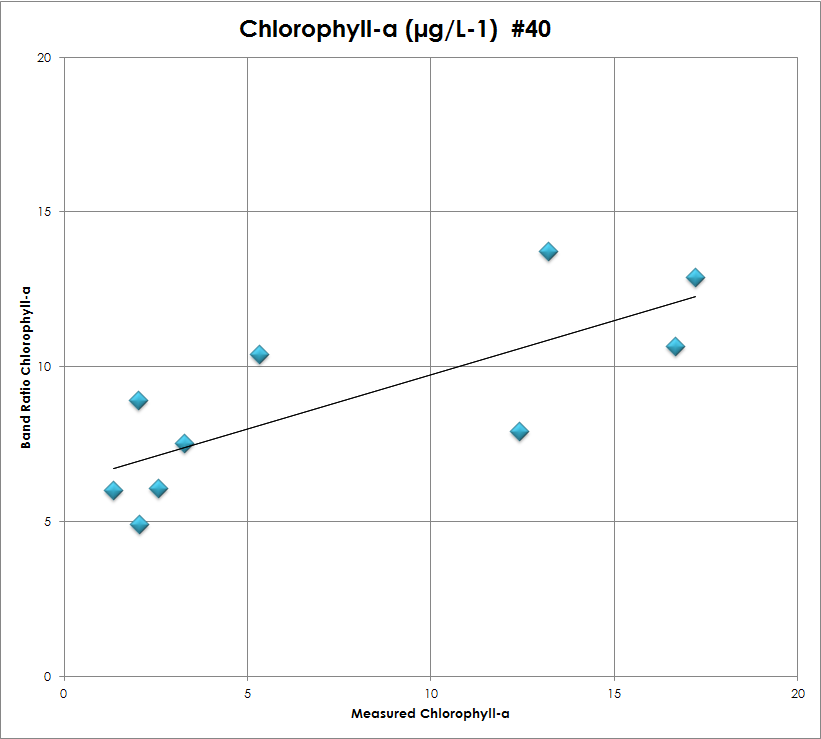 Chlorophyll-a (µg/L-1)  #40
20
15
10
5
0
Band Ratio Chlorophyll-a
0 5 10 15 20
Measured Chlorophyll-a